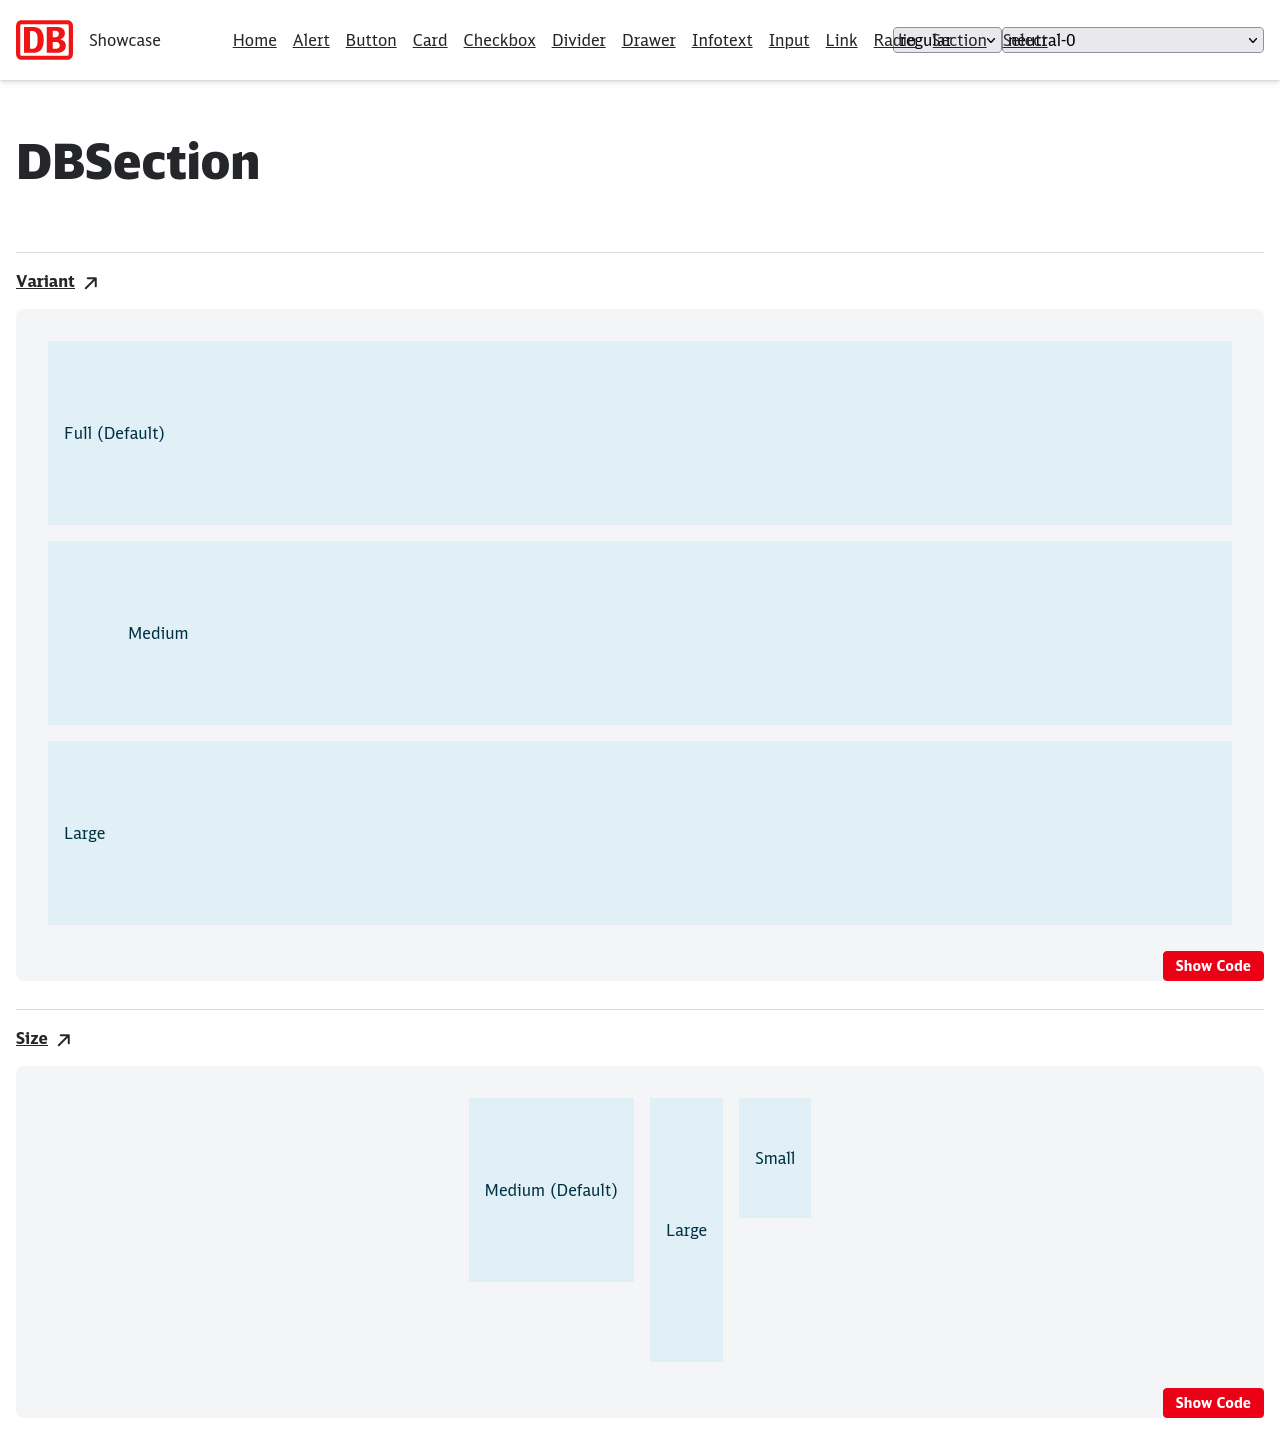 DB Showcase Home Alert Button Card Checkbox Divider Drawer Infotext Input Link Radio Section Select regular neutral-0
DBSection
Variant
Full (Default)
Medium
Large
Show Code
Size
Medium (Default)
Large
Small
Show Code